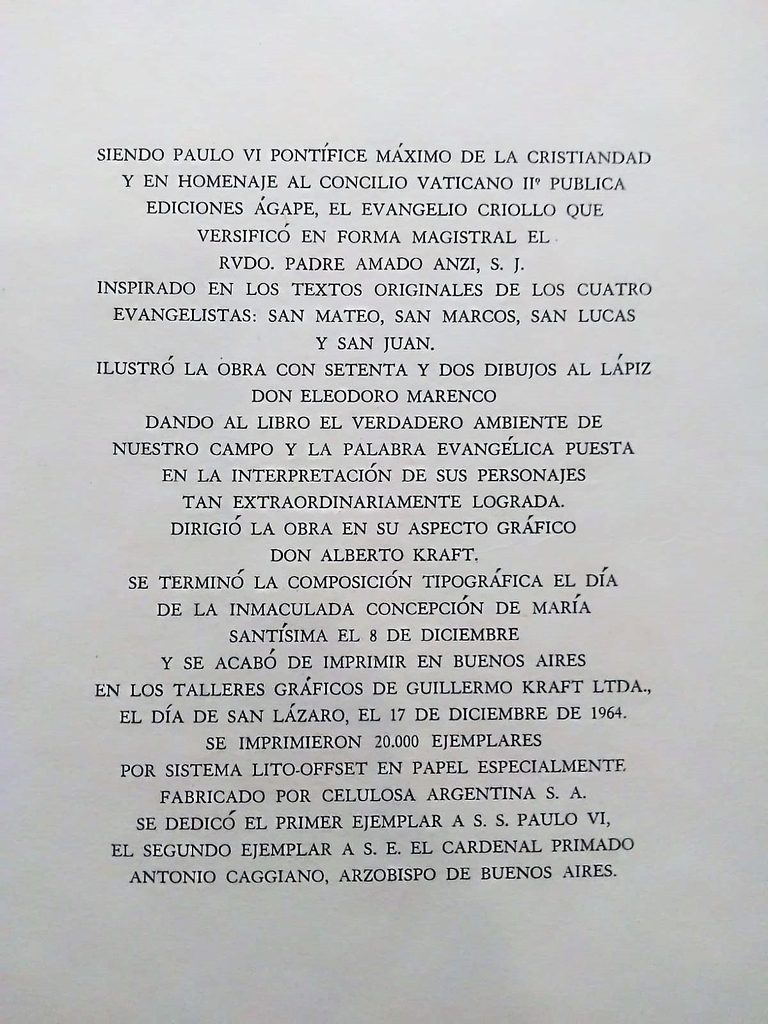 SIENDO PAULO VI PONTÍFICE MÁXIMO DE LA CRISTIANDAD
Y EN HOMENAJE AL CONCILIO VATICANO IIº PUBLICA
EDICIONES ÁGAPE, EL EVANGELIO CRIOLLO QUE
VERSIFICÓ EN FORMA MAGISTRAL EL
RVDO. PADRE AMADO ANZI, S. J.
INSPIRADO EN LOS TEXTOS ORIGINALES DE LOS CUATRO
EVANGELISTAS: SAN MATEO, SAN MARCOS, SAN LUCAS
Y SAN JUAN.
ILUSTRÓ LA OBRA CON SETENTA Y DOS DIBUJOS AL LÁPIZ
DON ELEODORO MARENCO
DANDO AL LIBRO EL VERDADERO AMBIENTE DE
NUESTRO CAMPO Y LA PALABRA EVANGÉLICA PUESTA
EN LA INTERPRETACIÓN DE SUS PERSONAJES
TAN EXTRAORDINARIAMENTE LOGRADA.
DIRIGIÓ LA OBRA EN SU ASPECTO GRÁFICO
DON ALBERTO KRAFT.
SE TERMINÓ LA COMPOSICIÓN TIPOGRÁFICA EL DÍA
DE LA INMACULADA CONCEPCIÓN DE MARÍA
SANTÍSIMA EL 8 DE DICIEMBRE
Y SE ACABÓ DE IMPRIMIR EN BUENOS AIRES
EN LOS TALLERES GRÁFICOS DE GUILLERMO KRAFT LTDA.,
EL DÍA DE SAN LÁZARO, EL 17 DE DICIEMBRE DE 1964.
SE IMPRIMIERON 20.000 EJEMPLARES
POR SISTEMA LITO-OFFSET EN PAPEL ESPECIALMENTE
FABRICADO POR CELULOSA ARGENTINA S. A.
SE DEDICÓ EL PRIMER EJEMPLAR A S. S. PAULO VI,
EL SEGUNDO EJEMPLAR A S. E. EL CARDENAL PRIMADO
ANTONIO CAGGIANO, ARZOBISPO DE BUENOS AIRES.